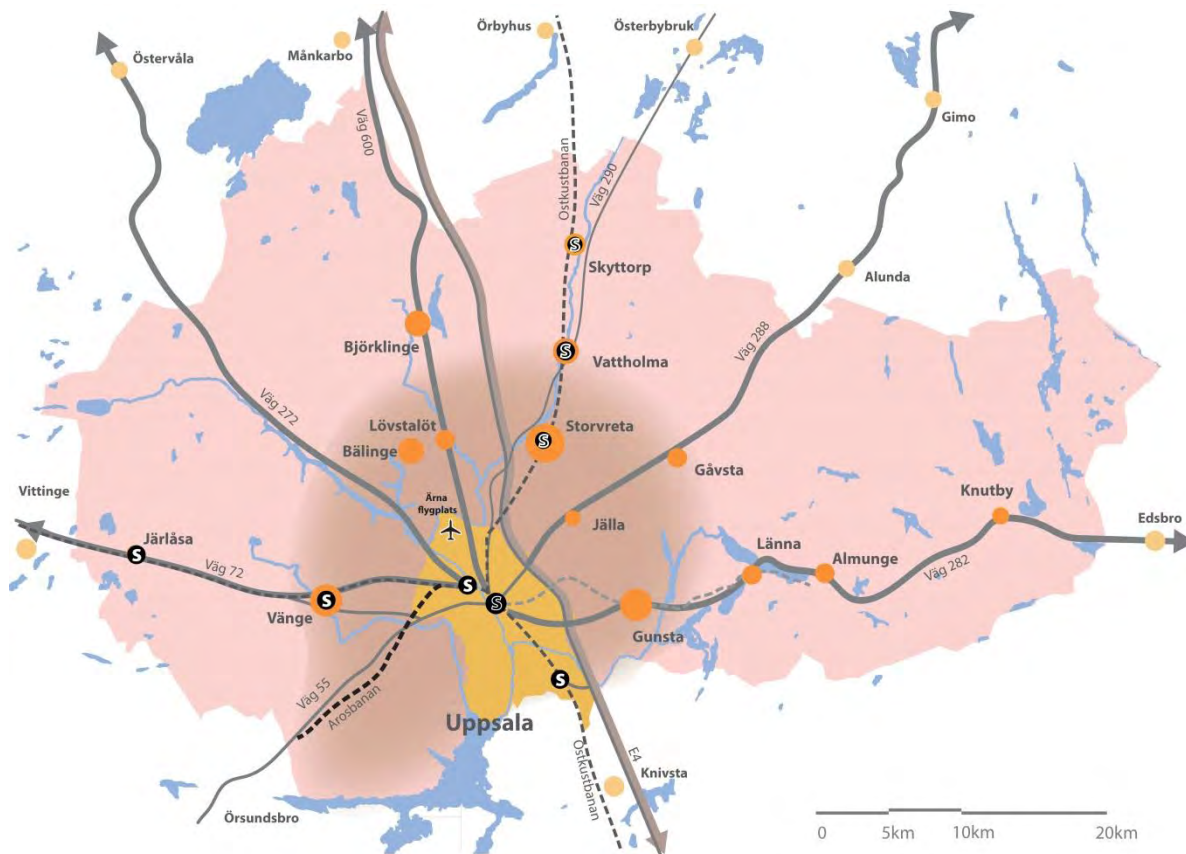 Örbyhus
Österbybruk
Östervåla
Månkarbo
Gimo
Väg 600
Östkustbanan
Väg 290
Skyttorp
Alunda
Björklinge
Väg 288
Vattholma
Väg 272
Lövstalöt
Storvreta
Bälinge
Gåvsta
Vittinge
Ärna
flygplats
Knutby
Jälla
Edsbro
S Järlåsa
Länna
Almunge
Väg 72
Väg 282
Vänge
Gunsta
Väg 55
Arosbanan
Uppsala
Östkustbanan
E4
Knivsta
Örsundsbro
0 5km 10km 20km
S
S
S
S
S
S
S